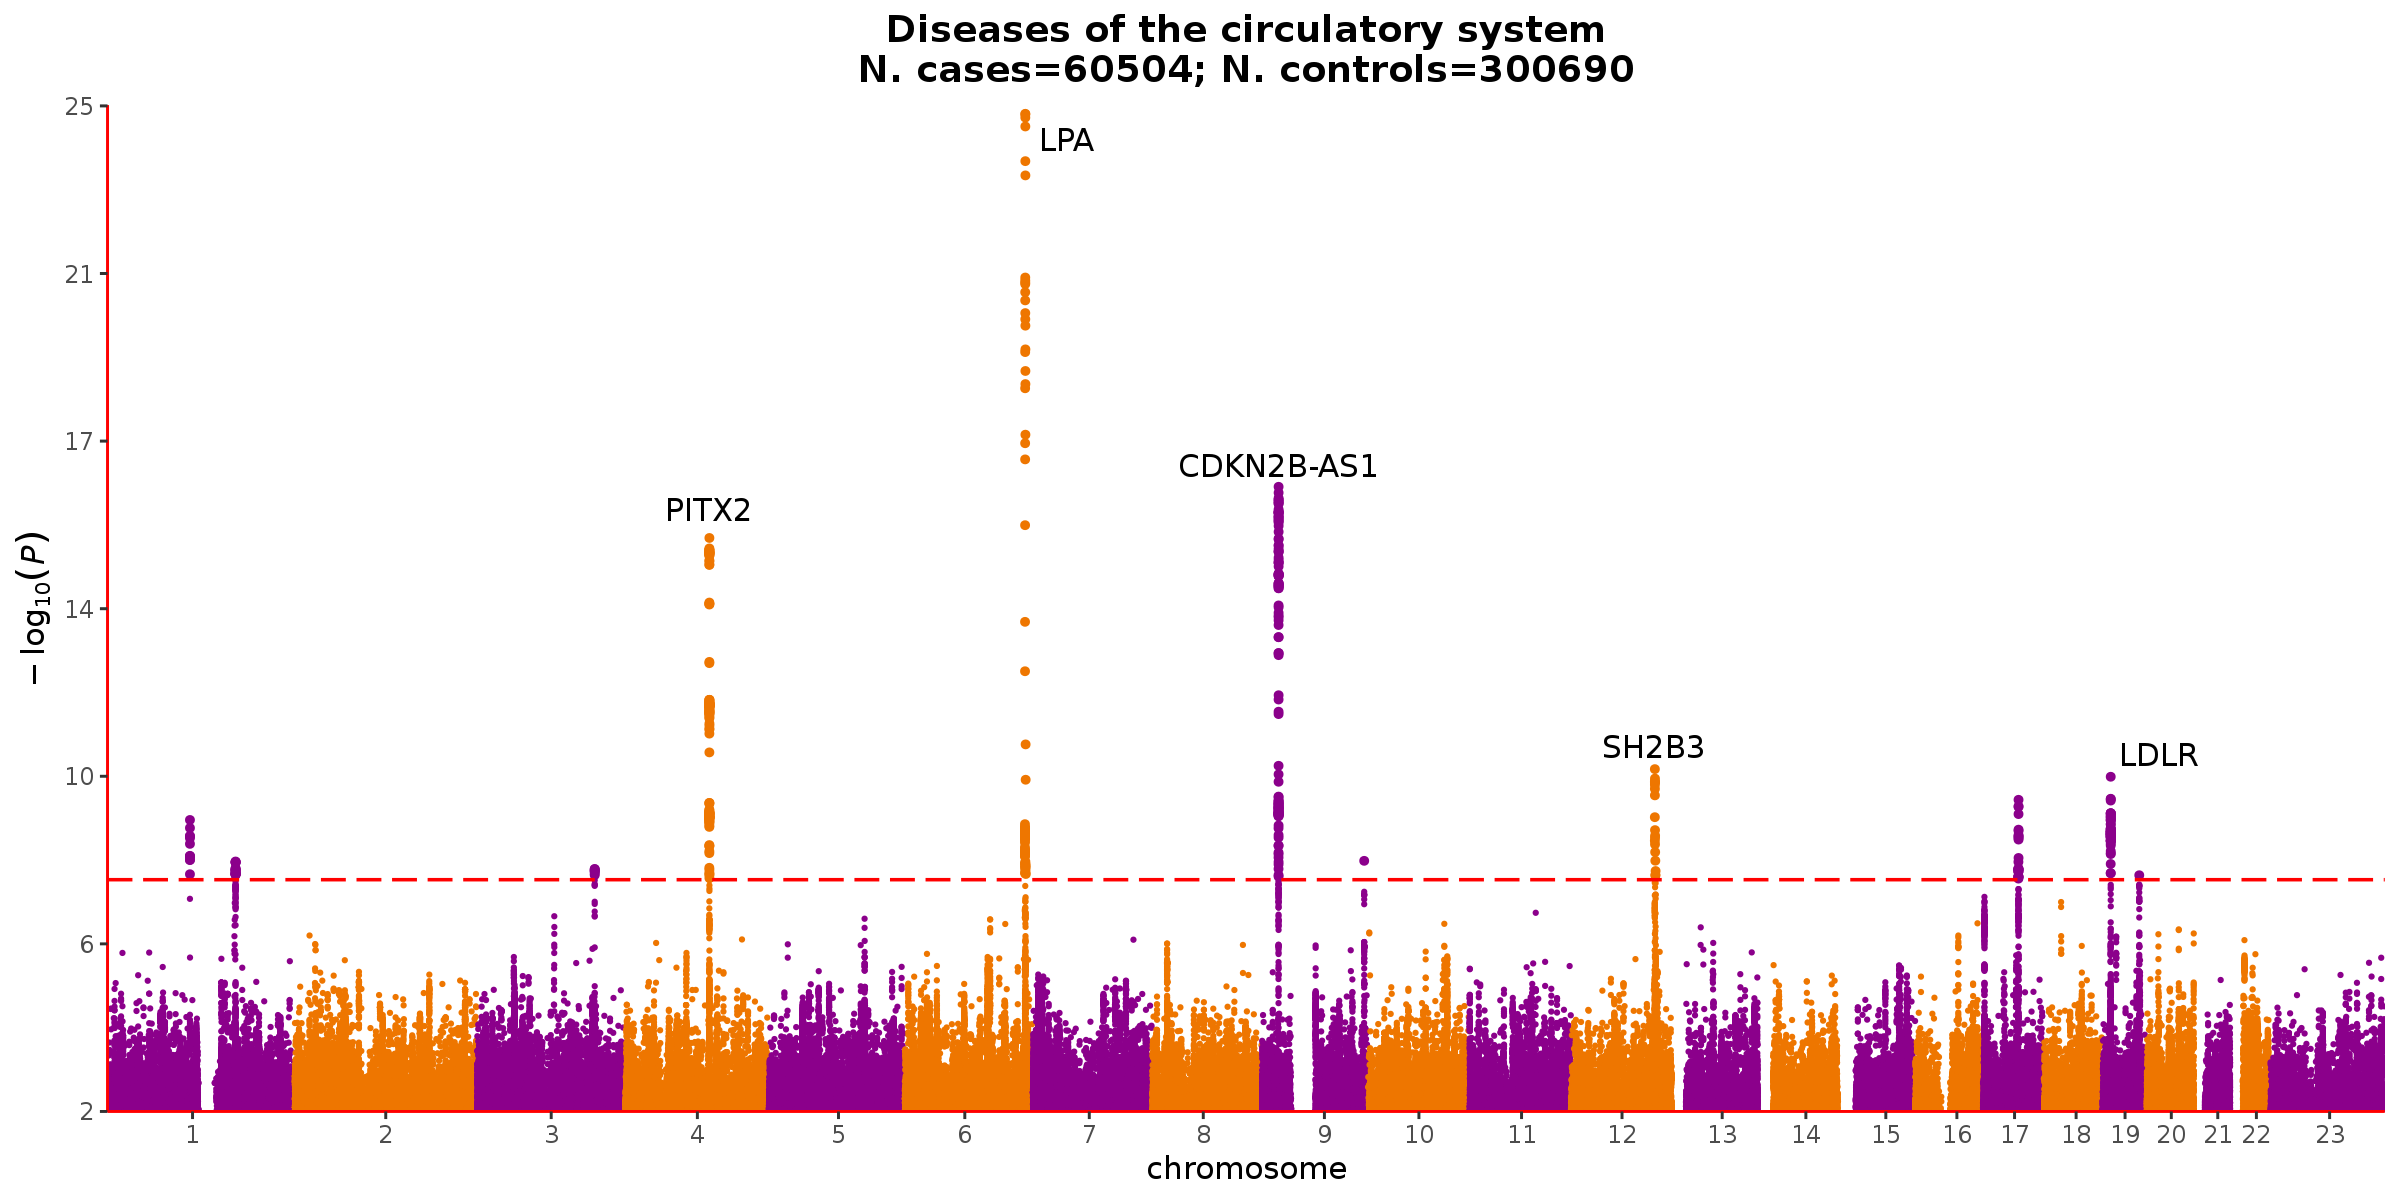 Diseases of the circulatory system
N. cases=60504; N. controls=300690
25
LPA
21
17
CDKN2B-AS1
PITX2
− log10(P)
14
SH2B3
LDLR
10
6
2
1 2 3 4 5 6 7 8 9 10 11 12 13 14 15 16 17 18 19 20 21 22 23
chromosome